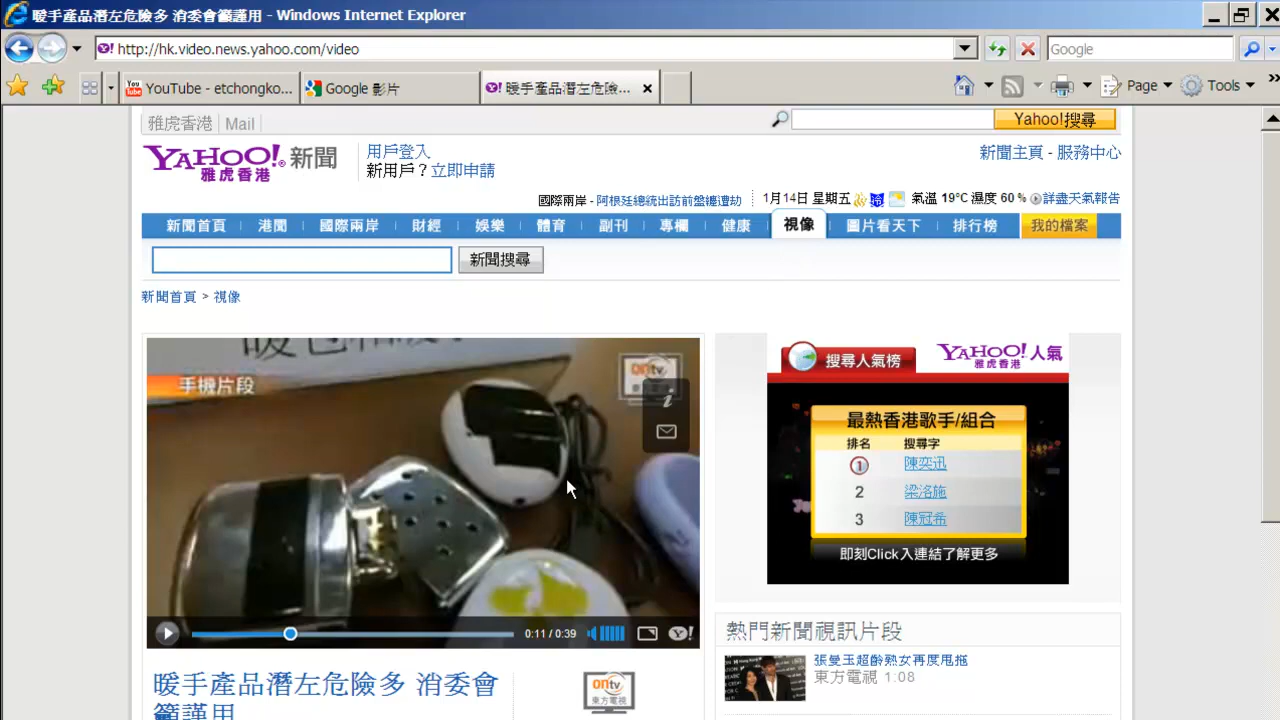 暖手產品潛左危險多 消委會籲謹用 - Windows Internet Explorer
http://hk.video.news.yahoo.com/video
Google
YouTube - etchongko...
Google 影片
暖手產品潛左危險...
Page
Tools
雅虎香港 | Mail |
Yahoo!搜尋
YAHOO! 新聞
雅虎香港
用戶登入
新用戶？立即申請
新聞主頁 - 服務中心
國際兩岸 - 阿根廷總統出訪前盤纏遭劫
1月14日 星期五 氣溫 19°C 濕度 60 % 詳盡天氣報告
新聞首頁 港聞 國際兩岸 財經 娛樂 體育 副刊 專欄 健康 視像 圖片看天下 排行榜 我的檔案
新聞搜尋
新聞首頁 > 視像
手機片段
ontv
0:11 / 0:39
Y!
搜尋人氣榜
YAHOO! 人氣
雅虎香港
最熱香港歌手/組合
排名 搜尋字
1 陳奕迅
2 梁洛施
3 陳冠希
即刻Click入連結了解更多
暖手產品潛左危險多 消委會
籲謹用
ontv
東方電視
熱門新聞視訊片段
張曼玉超齡熟女再度甩拖
東方電視 1:08